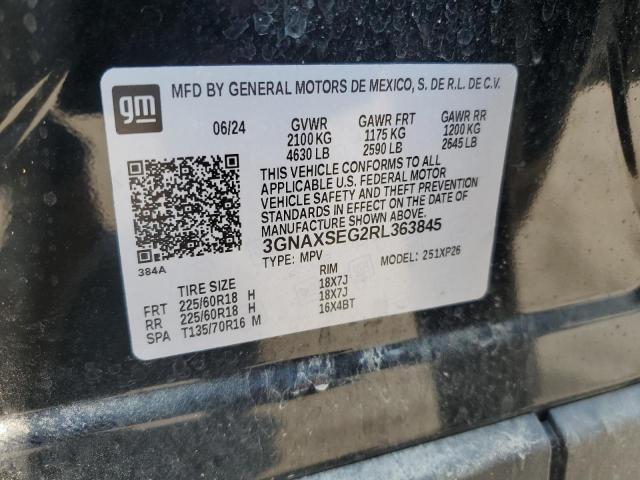 gm
MFD BY GENERAL MOTORS DE MEXICO, S. DE R.L. DE C.V.
06/24 GVWR GAWR FRT GAWR RR
2100 KG 1175 KG 1200 KG
4630 LB 2590 LB 2645 LB
THIS VEHICLE CONFORMS TO ALL
APPLICABLE U.S. FEDERAL MOTOR
VEHICLE SAFETY AND THEFT PREVENTION
STANDARDS IN EFFECT ON THE DATE OF
MANUFACTURE SHOWN ABOVE.
3GNAXSEG2RL363845
384A TYPE: MPV MODEL: 251XP26
TIRE SIZE RIM
FRT 225/60R18 H 18X7J
RR 225/60R18 H 18X7J
SPA T135/70R16 M 16X4BT